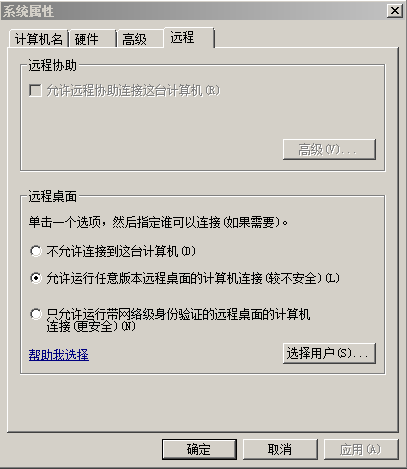 系统属性
计算机名 硬件 高级 远程
远程协助
允许远程协助连接这台计算机(R)
高级(V)...
远程桌面
单击一个选项，然后指定谁可以连接(如果需要)。
不允许连接到这台计算机(D)
允许运行任意版本远程桌面的计算机连接(较不安全)(L)
只允许运行带网络级身份验证的远程桌面的计算机
连接(更安全)(N)
帮助我选择 选择用户(S)...
确定 取消 应用(A)